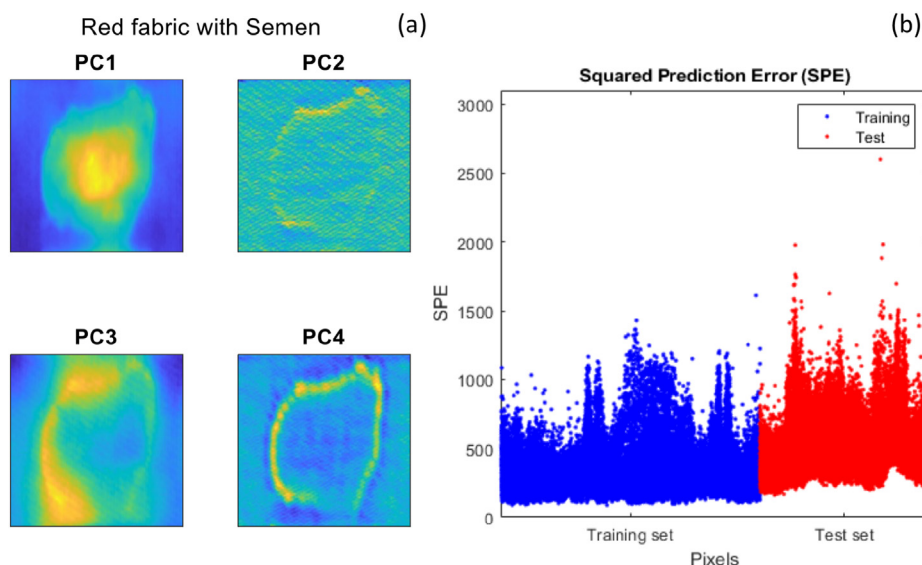 Red fabric with Semen
(a)
PC1
PC2
PC3
PC4
(b)
Squared Prediction Error (SPE)
3000
2500
2000
1500
1000
500
0
SPE
Training
Test
Training set
Test set
Pixels